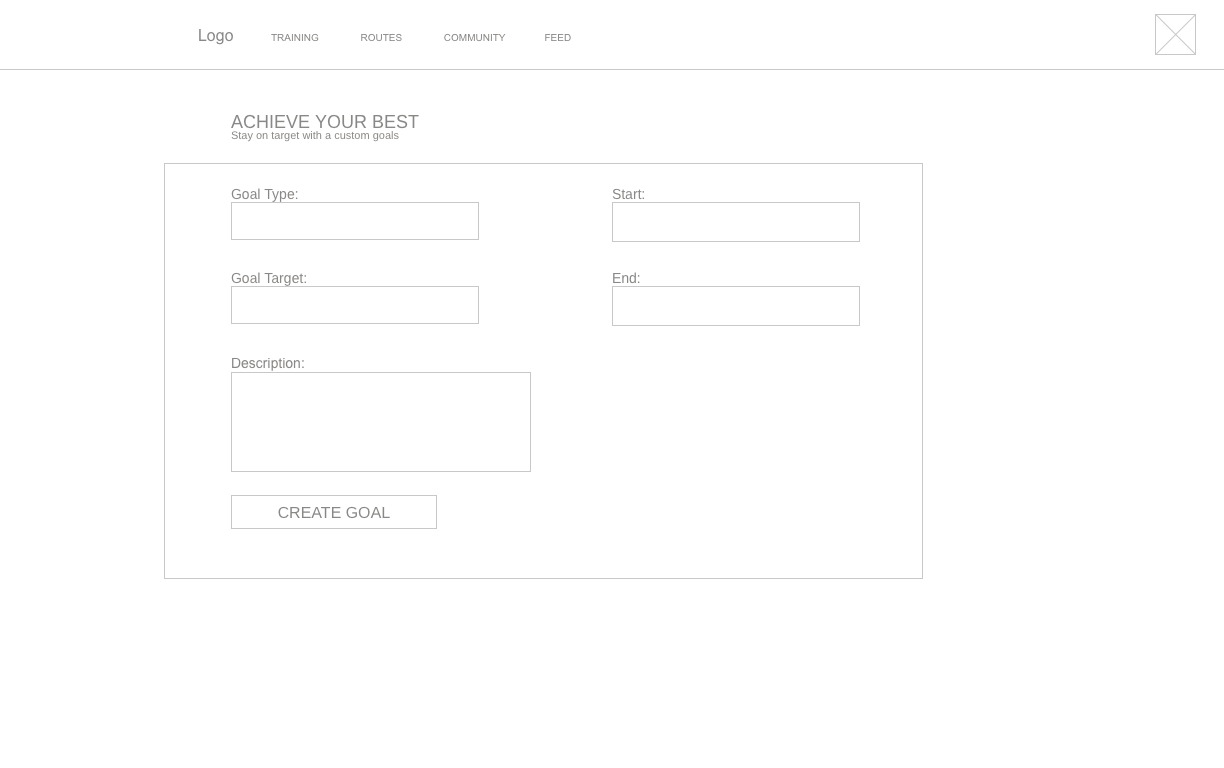 Logo TRAINING ROUTES COMMUNITY FEED
ACHIEVE YOUR BEST
Stay on target with a custom goals
Goal Type: Start:
Goal Target: End:
Description:
CREATE GOAL